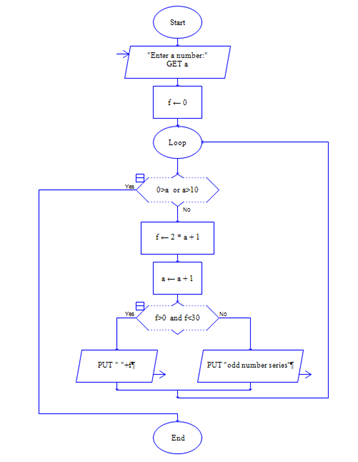 Start
"Enter a number:"
GET a
f ← 0
Loop
0>a or a>10
Yes
No
f ← 2 * a + 1
a ← a + 1
f>0 and f<30
Yes
No
PUT " "+f¶
PUT "odd number series"¶
End